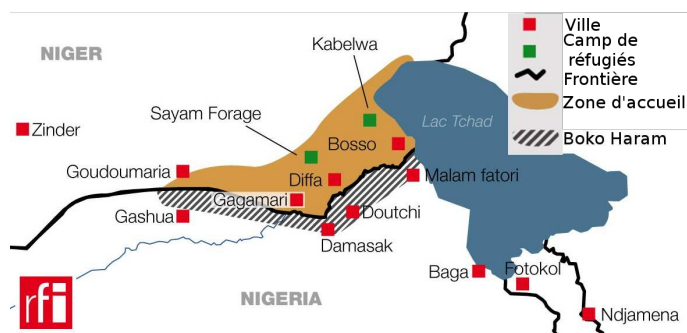 NIGER
Kabelwa
Ville
Camp de
réfugiés
Frontière
Zone d'accueil
Boko Haram
Sayam Forage
Lac Tchad
Zinder
Bosso
Goudoumaria
Diffa
Malam fatori
Gagamari
Gashua
Doutchi
Damasak
Baga
Fotokol
NIGERIA
Ndjamena
rfi